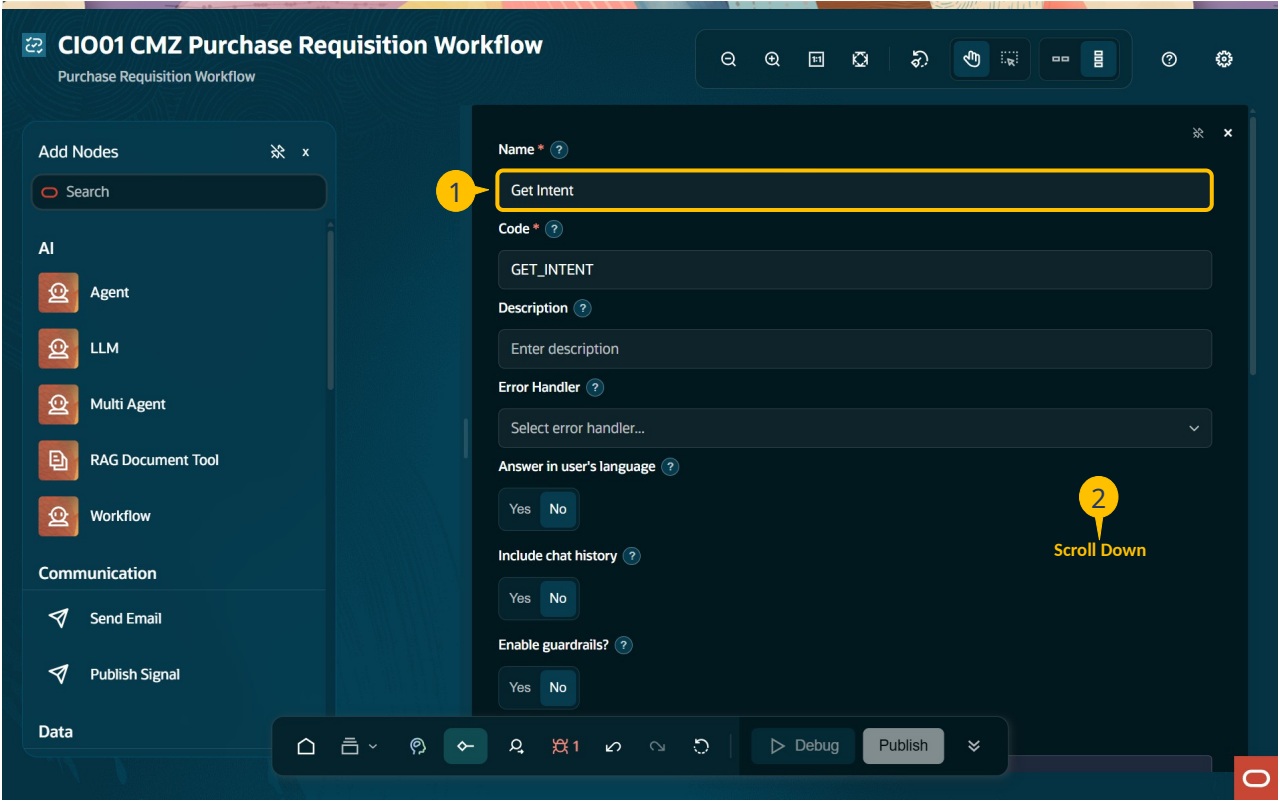 CIO01 CMZ Purchase Requisition Workflow
Purchase Requisition Workflow
1:1
Add Nodes
x
Search
AI
Agent
LLM
Multi Agent
RAG Document Tool
Workflow
Communication
Send Email
Publish Signal
Data
Name * ?
1
Get Intent
Code * ?
GET_INTENT
Description ?
Enter description
Error Handler ?
Select error handler...
Answer in user's language ?
Yes No
2
Scroll Down
Include chat history ?
Yes No
Enable guardrails? ?
Yes No
1
Debug
Publish